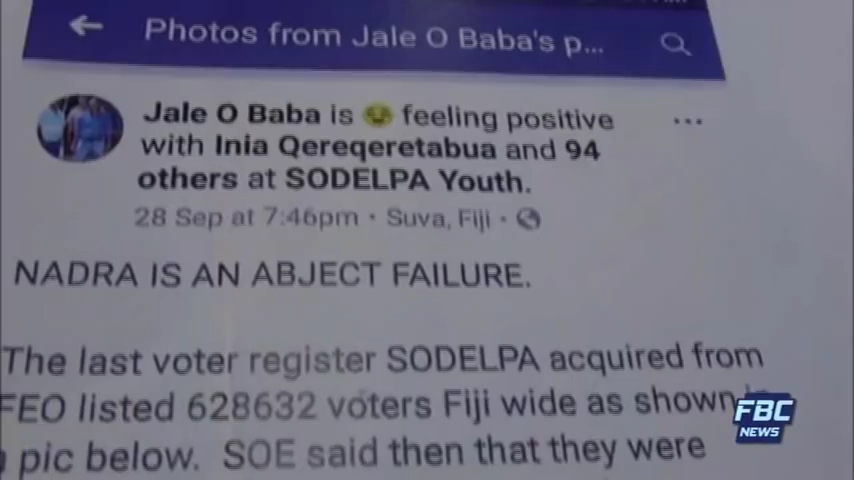 Photos from Jale O Baba's p...
Jale O Baba is feeling positive
with Inia Qereqeretabua and 94
others at SODELPA Youth.
28 Sep at 7:46pm · Suva, Fiji ·
NADRA IS AN ABJECT FAILURE.
The last voter register SODELPA acquired from
FEO listed 628632 voters Fiji wide as shown
pic below. SOE said then that they were
FBC
NEWS